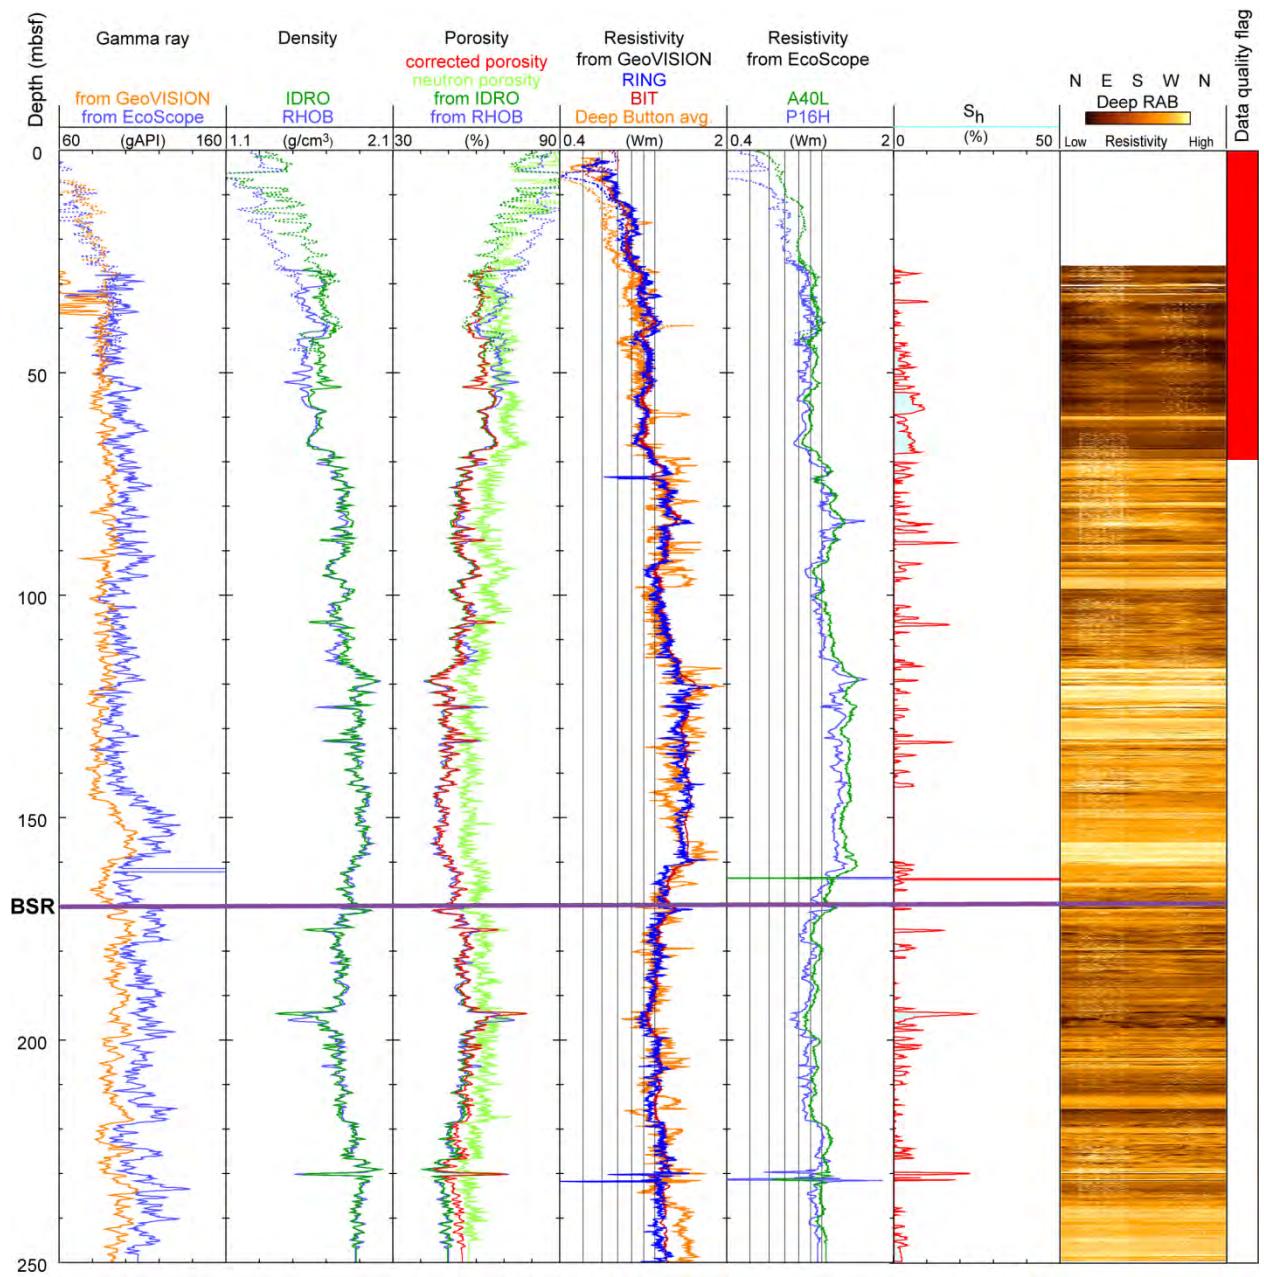 Depth (mbsf)
Gamma ray
from GeoVISION
from EcoScope
60 (gAPI) 160
Density
IDRO
RHOB
1.1 (g/cm³) 2.1
Porosity
corrected porosity
neutron porosity
from IDRO
from RHOB
30 (%) 90
Resistivity
from GeoVISION
RING
BIT
Deep Button avg.
0.4 (Wm) 2
Resistivity
from EcoScope
A40L
P16H
0.4 (Wm) 2
Sh
0 (%) 50
N E S W N
Deep RAB
Low Resistivity High
Data quality flag
0
50
100
150
BSR
200
250